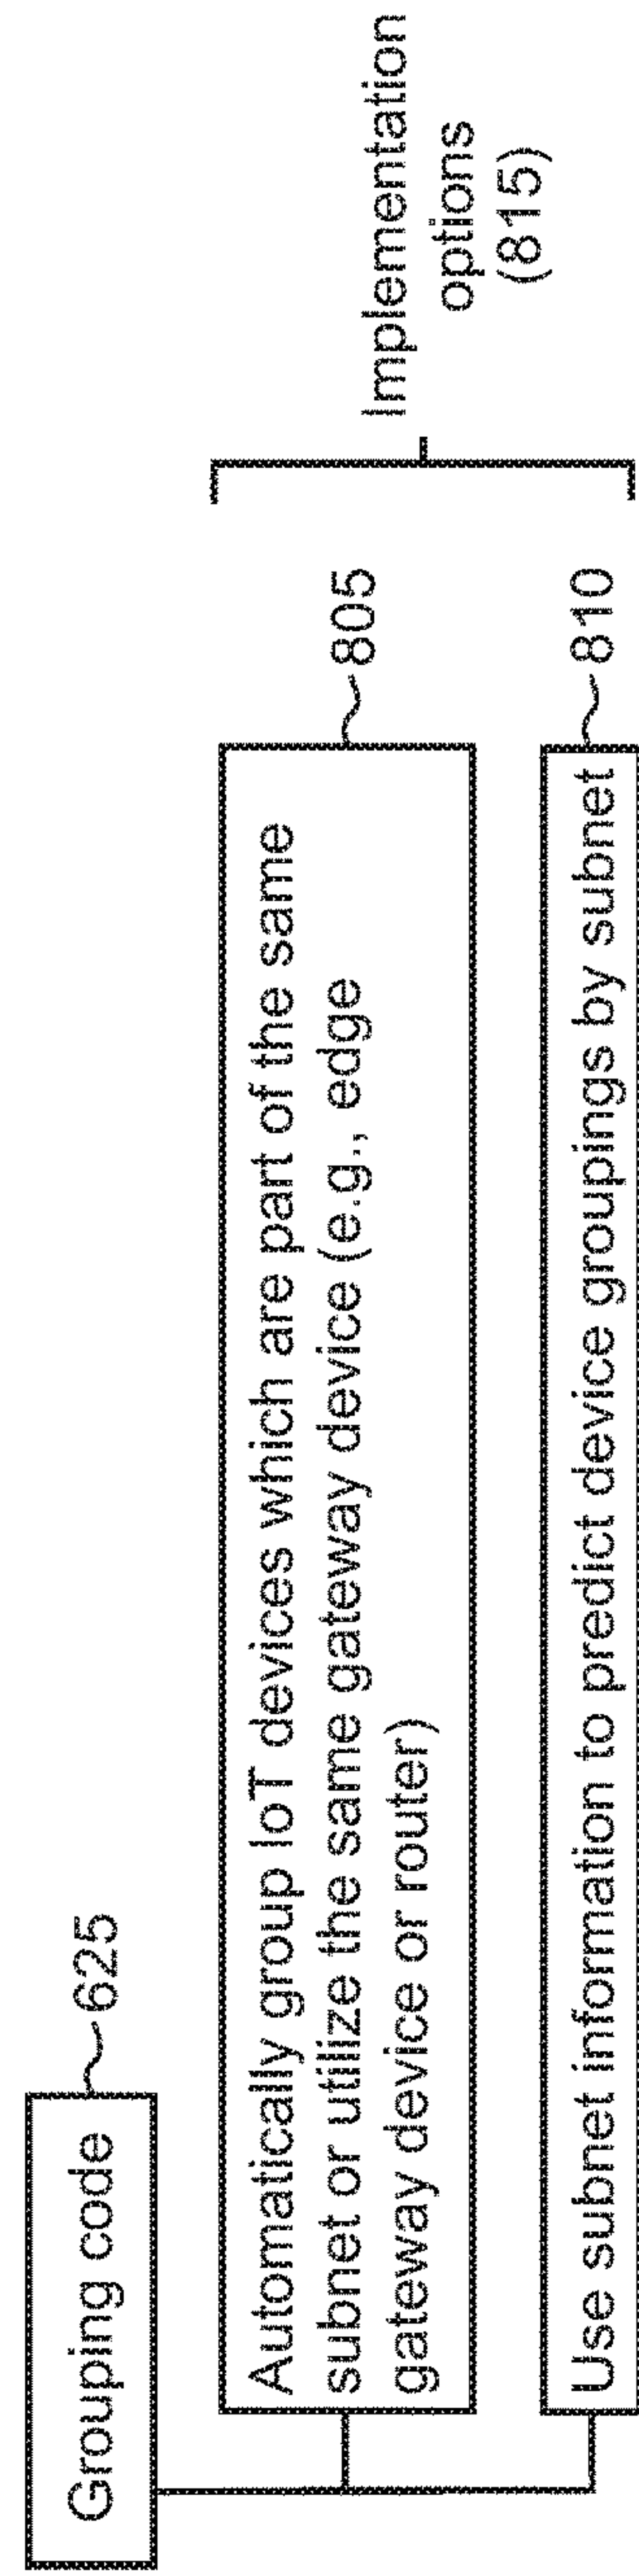 Grouping code
625
Automatically group IoT devices which are part of the same
subnet or utilize the same gateway device (e.g., edge
gateway device or router)
805
Use subnet information to predict device groupings by subnet
810
Implementation
options
(815)